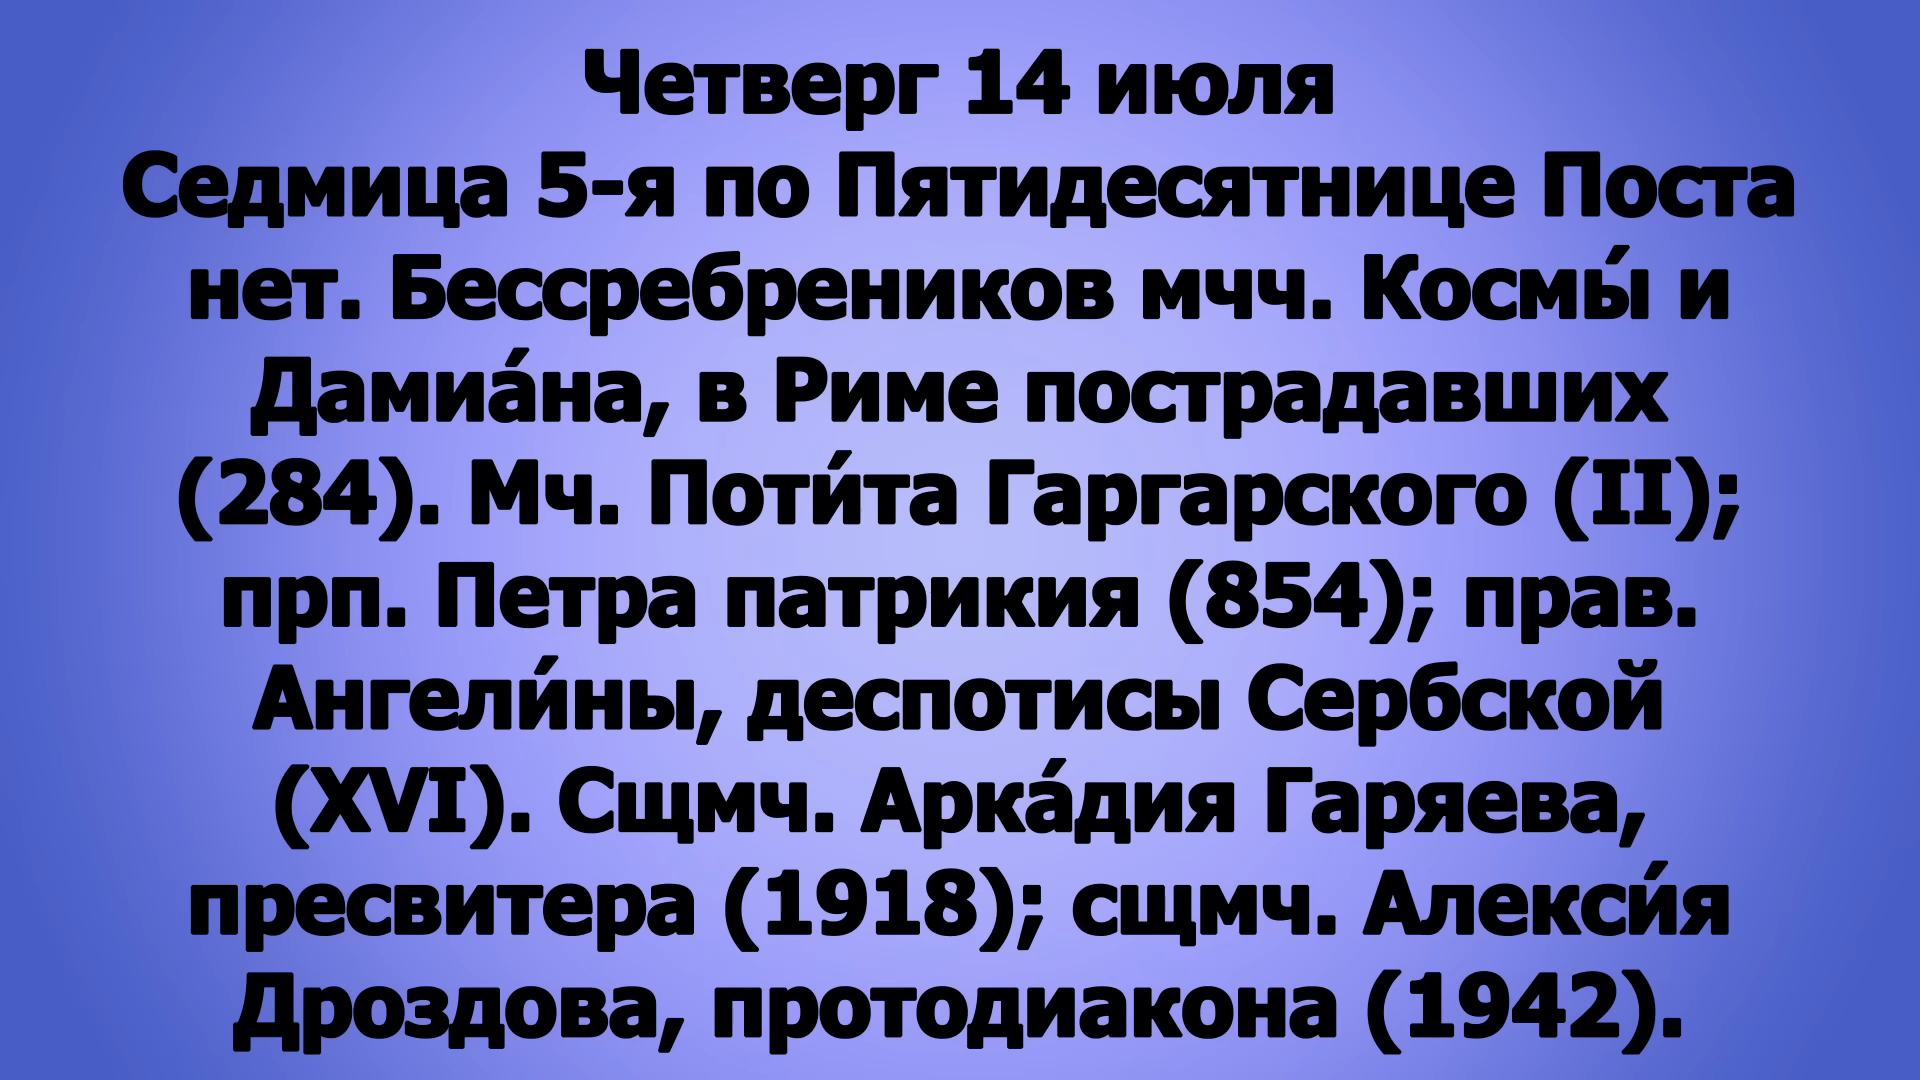 Четверг 14 июля
Седмица 5-я по Пятидесятнице Поста
нет. Бессребреников мчч. Космы́ и
Дамиа́на, в Риме пострадавших
(284). Мч. Поти́та Гаргарского (II);
прп. Петра патрикия (854); прав.
Ангели́ны, деспотисы Сербской
(XVI). Сщмч. Арка́дия Гаряева,
пресвитера (1918); сщмч. Алекси́я
Дроздова, протодиакона (1942).